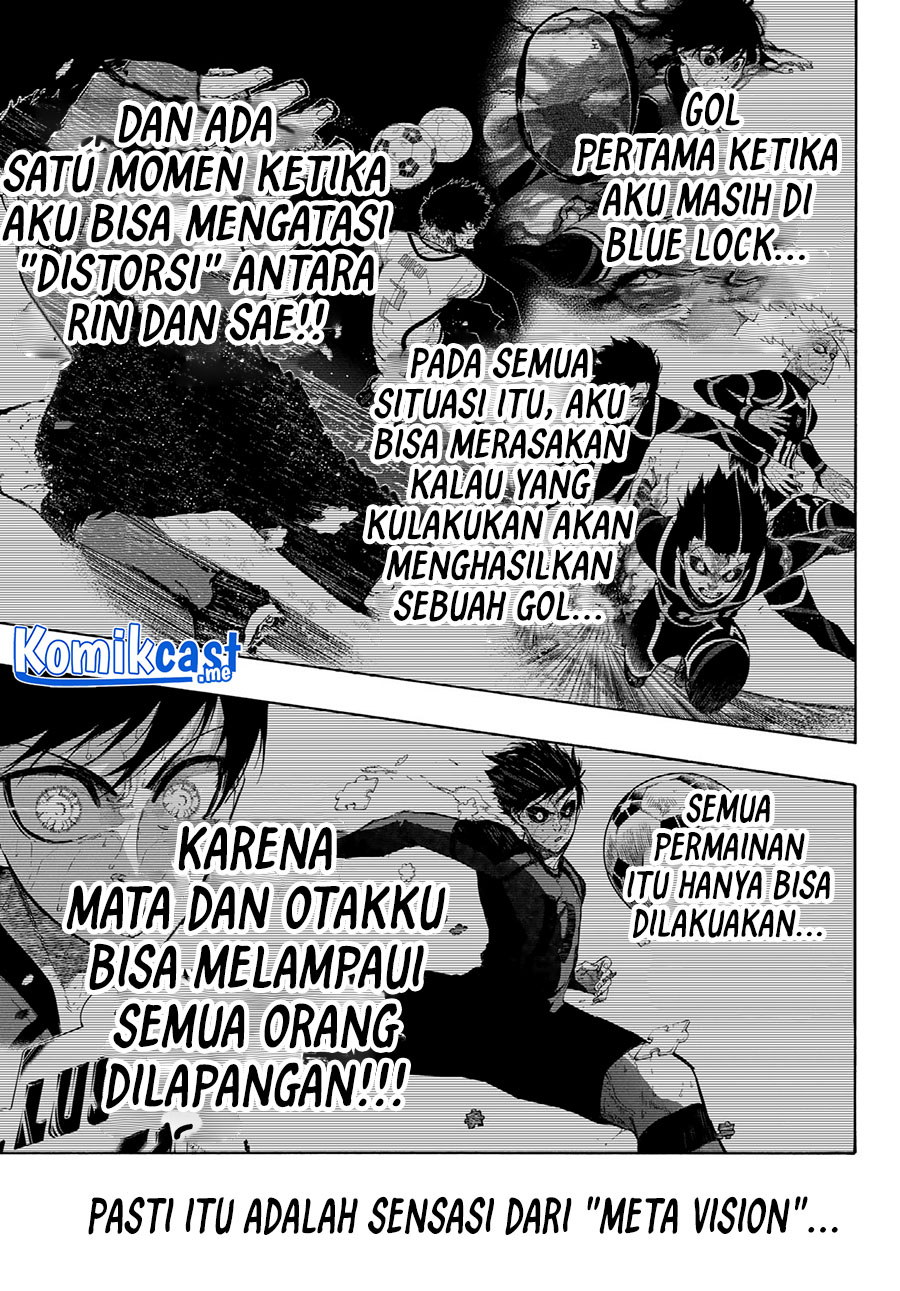 GOL
PERTAMA KETIKA
AKU MASIH DI
BLUE LOCK...
DAN ADA
SATU MOMEN KETIKA
AKU BISA MENGATASI
"DISTORSI" ANTARA
RIN DAN SAE!!
PADA SEMUA
SITUASI ITU, AKU
BISA MERASAKAN
KALAU YANG
KULAKUKAN AKAN
MENGHASILKAN
SEBUAH GOL...
Komikcast
.me
SEMUA
PERMAINAN
ITU HANYA BISA
DILAKUAKAN...
KARENA
MATA DAN OTAKKU
BISA MELAMPAUI
SEMUA ORANG
DILAPANGAN!!!
PASTI ITU ADALAH SENSASI DARI "META VISION"...